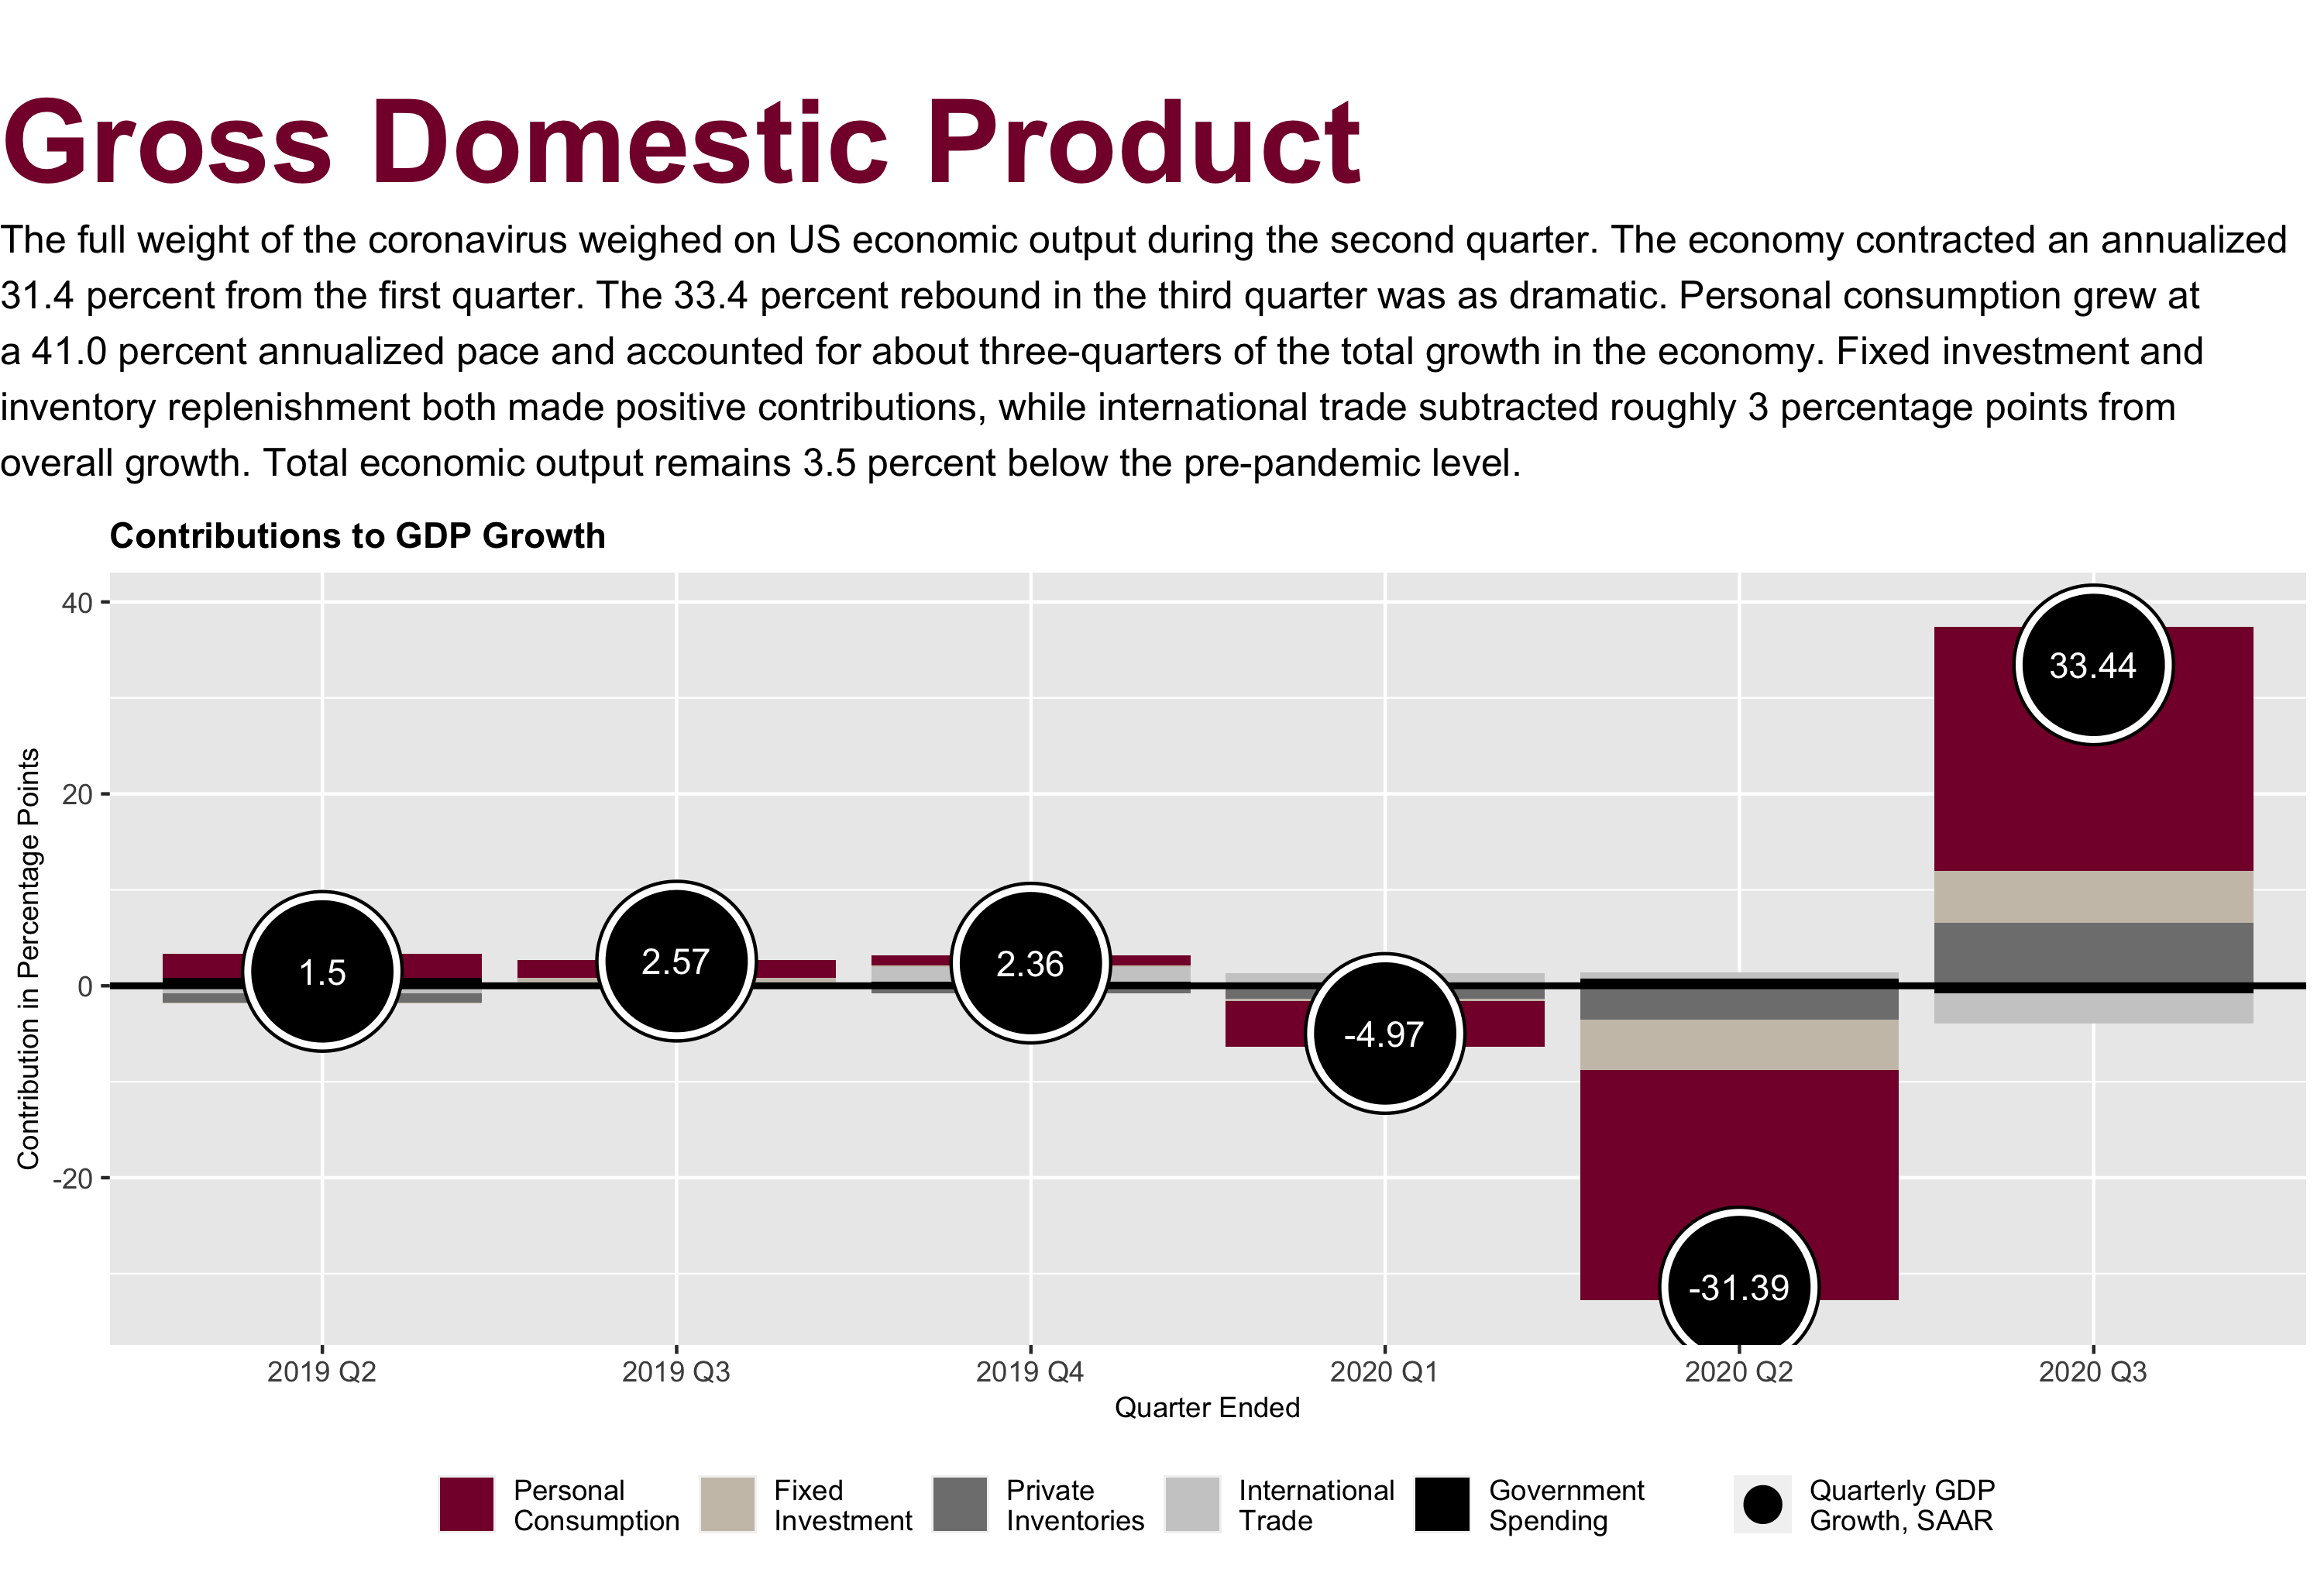 Gross Domestic Product
The full weight of the coronavirus weighed on US economic output during the second quarter. The economy contracted an annualized
31.4 percent from the first quarter. The 33.4 percent rebound in the third quarter was as dramatic. Personal consumption grew at
a 41.0 percent annualized pace and accounted for about three-quarters of the total growth in the economy. Fixed investment and
inventory replenishment both made positive contributions, while international trade subtracted roughly 3 percentage points from
overall growth. Total economic output remains 3.5 percent below the pre-pandemic level.
Contributions to GDP Growth
Contribution in Percentage Points
40
20
0
-20
1.5
2.57
2.36
-4.97
-31.39
33.44
2019 Q2
2019 Q3
2019 Q4
2020 Q1
2020 Q2
2020 Q3
Quarter Ended
Personal
Consumption
Fixed
Investment
Private
Inventories
International
Trade
Government
Spending
Quarterly GDP
Growth, SAAR